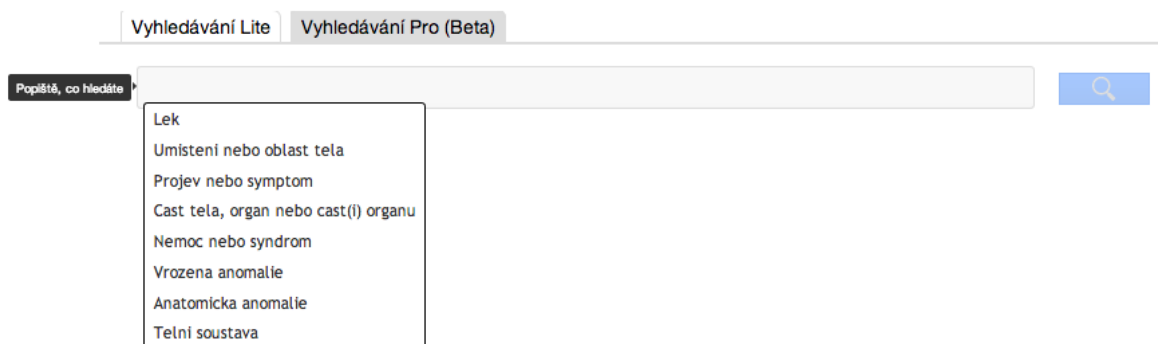 Vyhledávání Lite Vyhledávání Pro (Beta)
Popiště, co hledáte
Lek
Umisteni nebo oblast tela
Projev nebo symptom
Cast tela, organ nebo cast(i) organu
Nemoc nebo syndrom
Vrozena anomalie
Anatomicka anomalie
Telni soustava